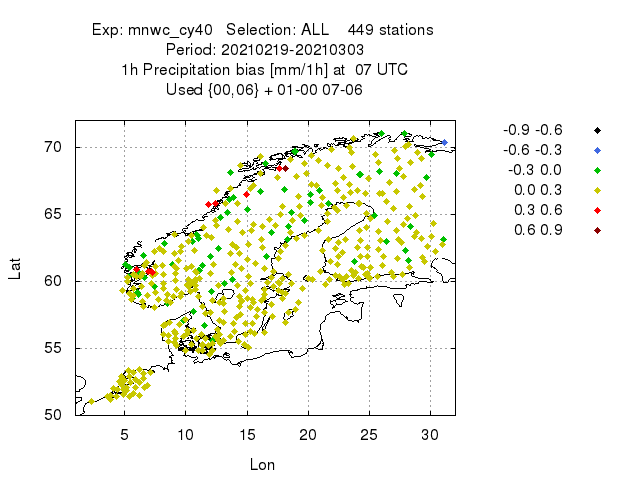 Exp: mnwc_cy40 Selection: ALL 449 stations
Period: 20210219-20210303
1h Precipitation bias [mm/1h] at 07 UTC
Used {00,06} + 01-00 07-06
-0.9 -0.6
-0.6 -0.3
-0.3 0.0
0.0 0.3
0.3 0.6
0.6 0.9
70
65
60
55
50
Lat
5 10 15 20 25 30
Lon